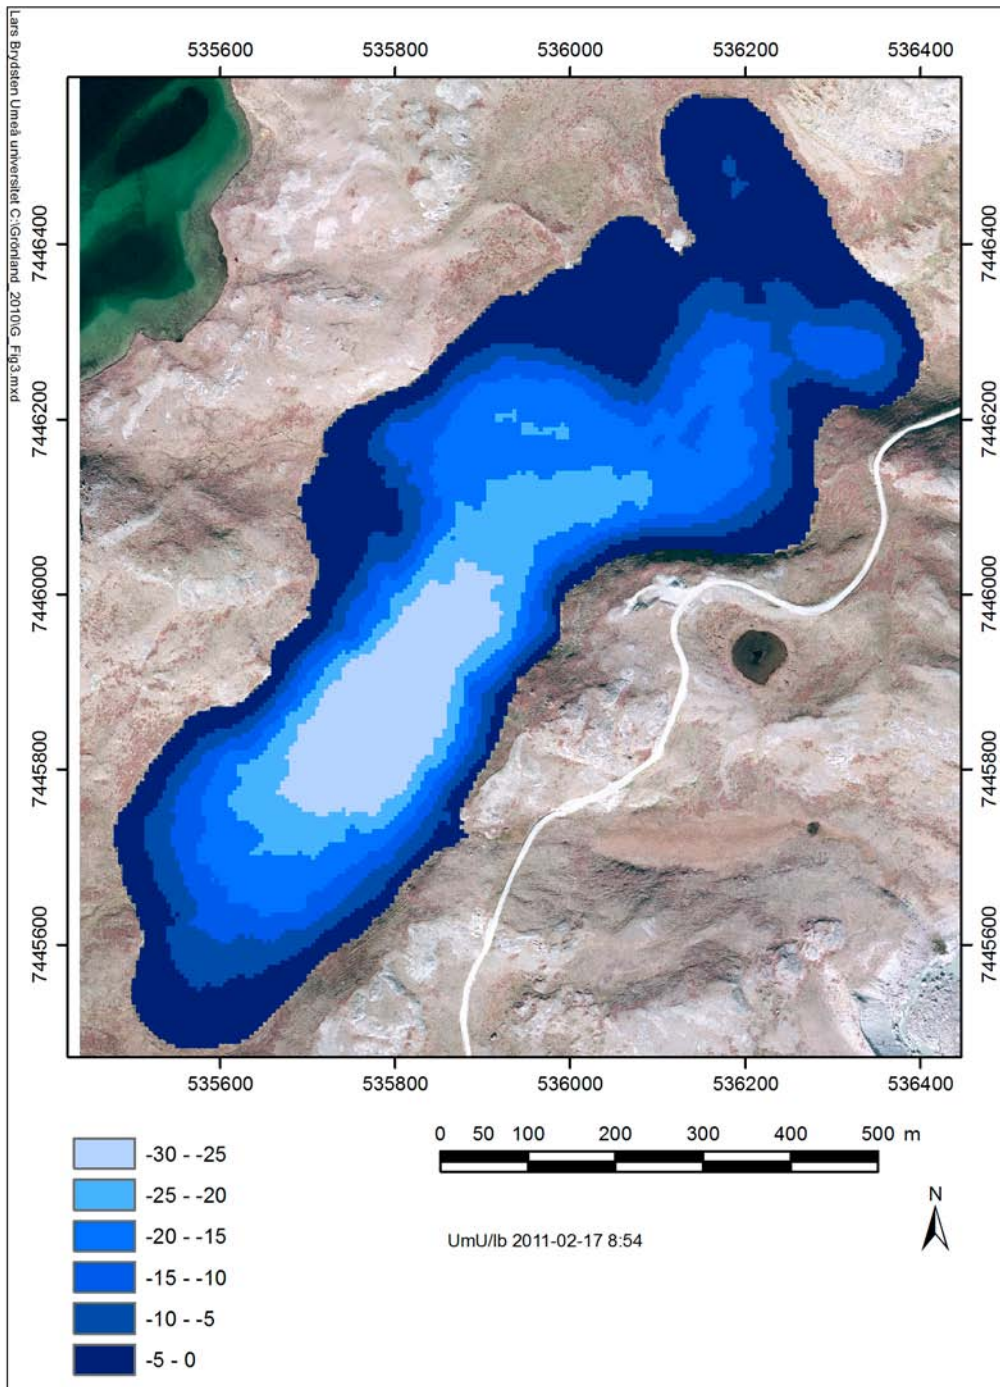 Lars Brydsten Umeå universitet C:\Grönland_2010\G_Fig3.mxd
535600 535800 536000 536200 536400
7446400 7446400
7446200 7446200
7446000 7446000
7445800 7445800
7445600 7445600
535600 535800 536000 536200 536400
0 50 100 200 300 400 500 m
-30 - -25
-25 - -20
-20 - -15
-15 - -10
-10 - -5
-5 - 0
N
UmU/lb 2011-02-17 8:54